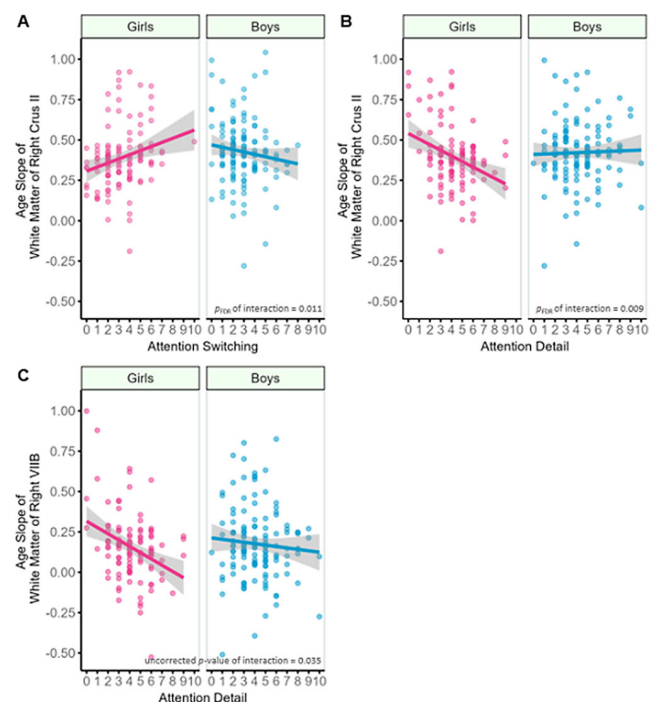 A
Girls
Boys
Age Slope of
White Matter of Right Crus II
1.00
0.75
0.50
0.25
0.00
-0.25
-0.50
pFDR of interaction = 0.011
0 1 2 3 4 5 6 7 8 9 10
0 1 2 3 4 5 6 7 8 9 10
Attention Switching
B
Girls
Boys
Age Slope of
White Matter of Right Crus II
1.00
0.75
0.50
0.25
0.00
-0.25
-0.50
pFDR of interaction = 0.009
0 1 2 3 4 5 6 7 8 9 10
0 1 2 3 4 5 6 7 8 9 10
Attention Detail
C
Girls
Boys
Age Slope of
White Matter of Right VIIB
1.00
0.75
0.50
0.25
0.00
-0.25
-0.50
uncorrected p-value of interaction = 0.035
0 1 2 3 4 5 6 7 8 9 10
0 1 2 3 4 5 6 7 8 9 10
Attention Detail